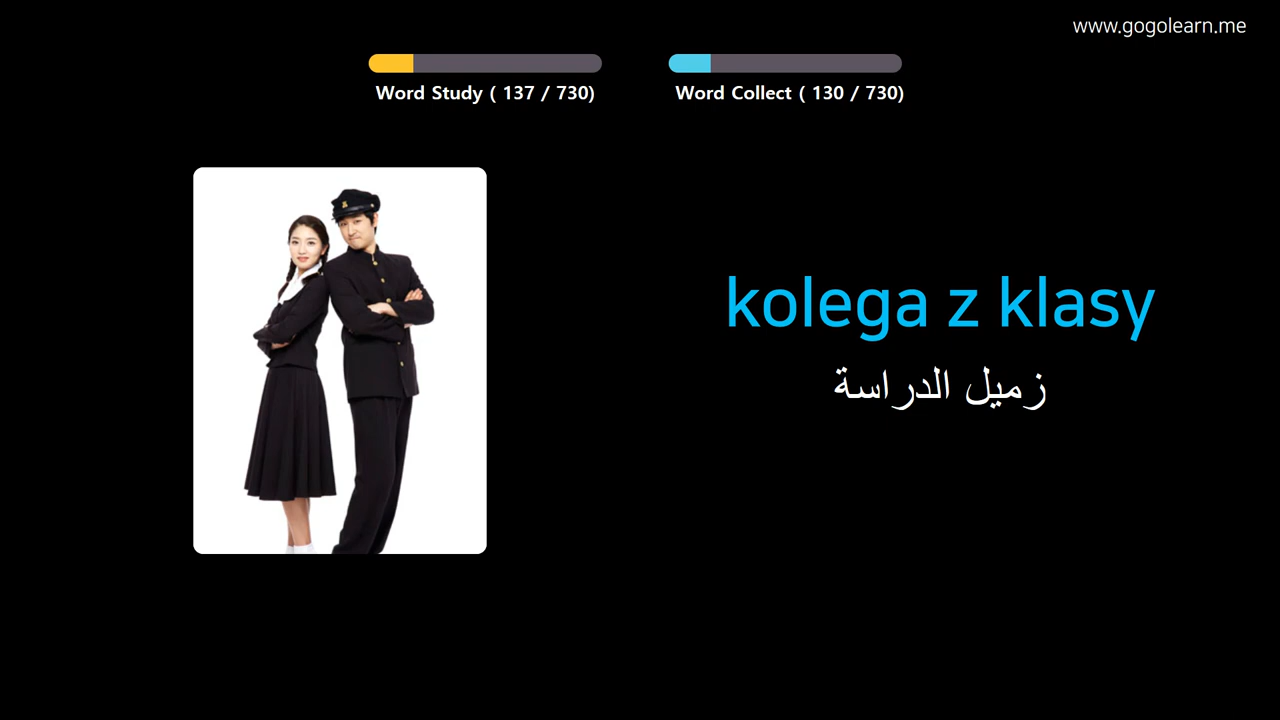 www.gogolearn.me
Word Study ( 137 / 730)
Word Collect ( 130 / 730)
kolega z klasy
زميل الدراسة